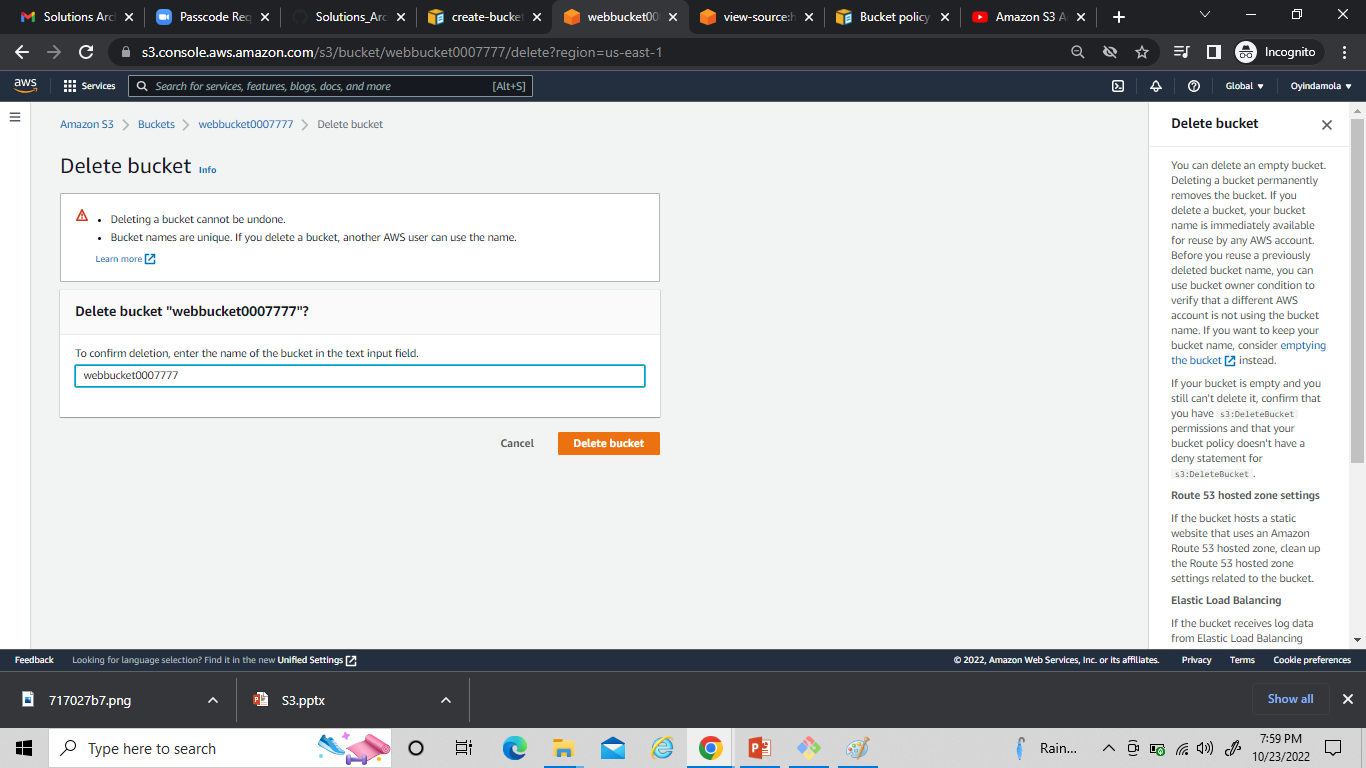 Solutions Arc
Passcode Req
Solutions_Arc
create-bucket
webbucket00
view-source:h
Bucket policy
Amazon S3 A
s3.console.aws.amazon.com/s3/bucket/webbucket0007777/delete?region=us-east-1
Incognito
aws
Services
Search for services, features, blogs, docs, and more
[Alt+S]
Global
Oyindamola
Amazon S3
Buckets
webbucket0007777
Delete bucket
Delete bucket Info
Deleting a bucket cannot be undone.
Bucket names are unique. If you delete a bucket, another AWS user can use the name.
Learn more
Delete bucket "webbucket0007777"?
To confirm deletion, enter the name of the bucket in the text input field.
webbucket0007777
Cancel
Delete bucket
Delete bucket
You can delete an empty bucket.
Deleting a bucket permanently
removes the bucket. If you
delete a bucket, your bucket
name is immediately available
for reuse by any AWS account.
Before you reuse a previously
deleted bucket name, you can
use bucket owner condition to
verify that a different AWS
account is not using the bucket
name. If you want to keep your
bucket name, consider emptying
the bucket instead.
If your bucket is empty and you
still can't delete it, confirm that
you have s3:DeleteBucket
permissions and that your
bucket policy doesn't have a
deny statement for
s3:DeleteBucket.
Route 53 hosted zone settings
If the bucket hosts a static
website that uses an Amazon
Route 53 hosted zone, clean up
the Route 53 hosted zone
settings related to the bucket.
Elastic Load Balancing
If the bucket receives log data
from Elastic Load Balancing
Feedback
Looking for language selection? Find it in the new Unified Settings
© 2022, Amazon Web Services, Inc. or its affiliates.
Privacy
Terms
Cookie preferences
717027b7.png
S3.pptx
Show all
Type here to search
Rain...
7:59 PM
10/23/2022